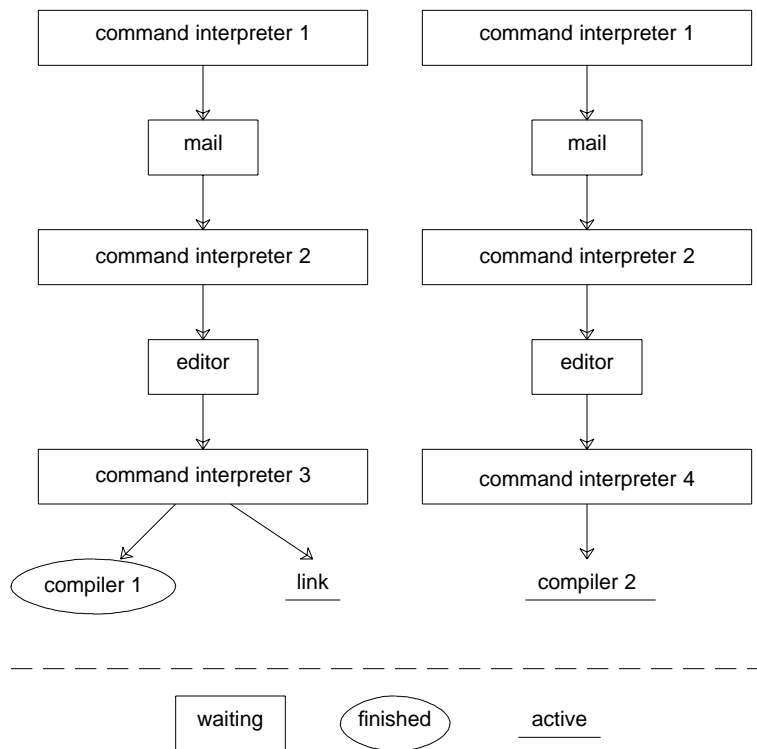 command interpreter 1
command interpreter 1
mail
mail
command interpreter 2
command interpreter 2
editor
editor
command interpreter 3
command interpreter 4
compiler 1
link
compiler 2
waiting
finished
active